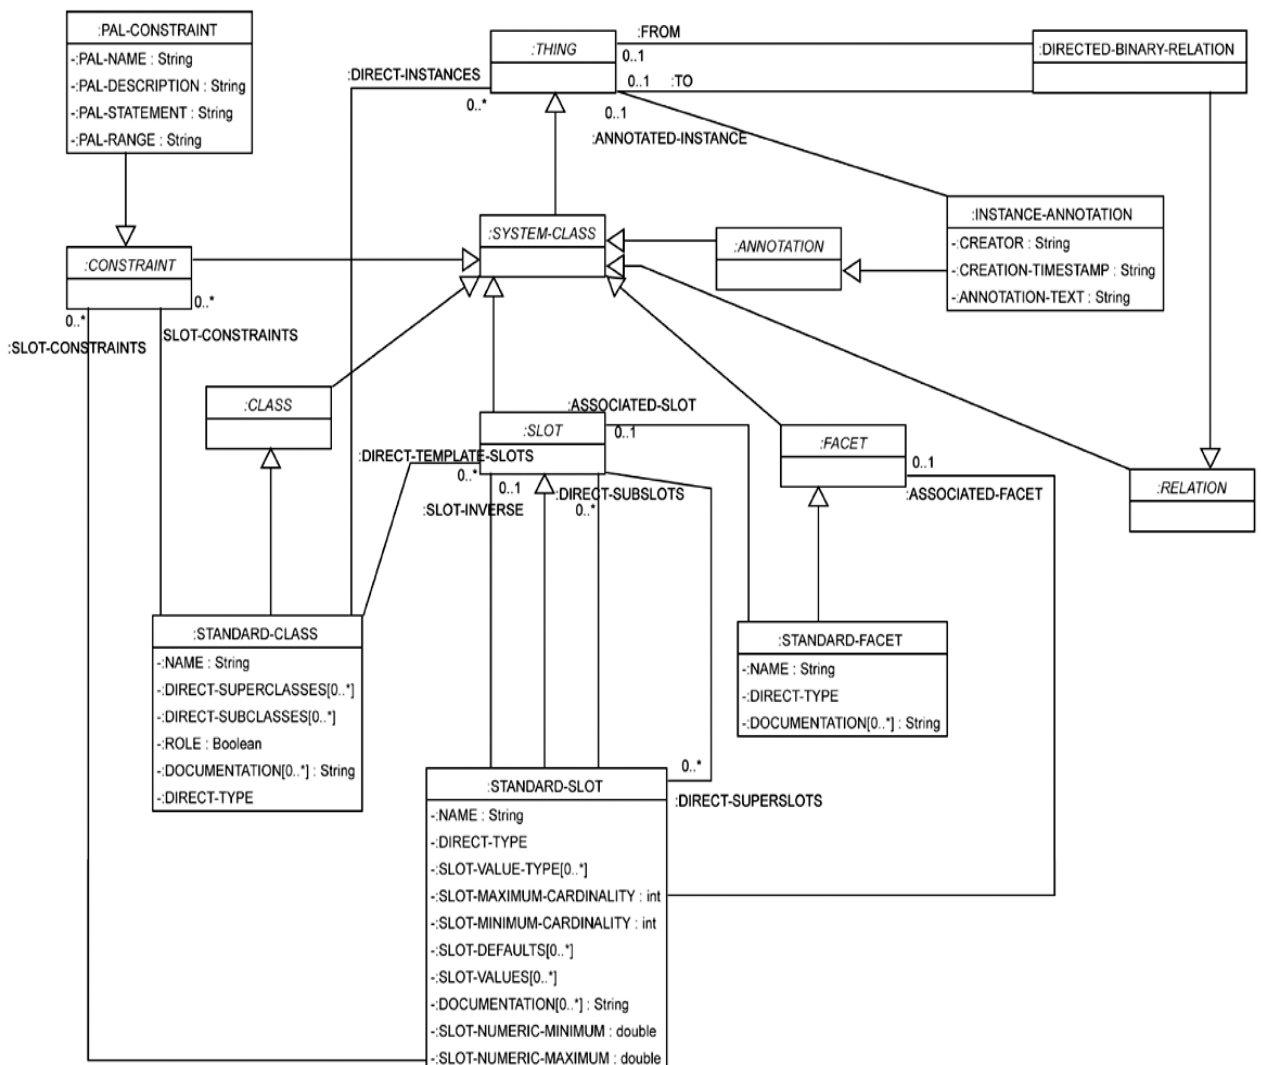 :PAL-CONSTRAINT
-:PAL-NAME : String
-:PAL-DESCRIPTION : String
-:PAL-STATEMENT : String
-:PAL-RANGE : String
:THING
:FROM
0..1
0..1 :TO
:DIRECTED-BINARY-RELATION
:DIRECT-INSTANCES
0..*
0..1
:ANNOTATED-INSTANCE
:INSTANCE-ANNOTATION
-:CREATOR : String
-:CREATION-TIMESTAMP : String
-:ANNOTATION-TEXT : String
:SYSTEM-CLASS
:ANNOTATION
:CONSTRAINT
0..*
0..*
SLOT-CONSTRAINTS
:SLOT-CONSTRAINTS
:CLASS
:ASSOCIATED-SLOT
0..1
:SLOT
:FACET
0..1
:ASSOCIATED-FACET
:RELATION
:DIRECT-TEMPLATE-SLOTS
0..*
0..1
:SLOT-INVERSE
:DIRECT-SUBSLOTS
0..*
:STANDARD-CLASS
-:NAME : String
-:DIRECT-SUPERCLASSES[0..*]
-:DIRECT-SUBCLASSES[0..*]
-:ROLE : Boolean
-:DOCUMENTATION[0..*] : String
-:DIRECT-TYPE
:STANDARD-FACET
-:NAME : String
-:DIRECT-TYPE
-:DOCUMENTATION[0..*] : String
0..*
:DIRECT-SUPERSLOTS
:STANDARD-SLOT
-:NAME : String
-:DIRECT-TYPE
-:SLOT-VALUE-TYPE[0..*]
-:SLOT-MAXIMUM-CARDINALITY : int
-:SLOT-MINIMUM-CARDINALITY : int
-:SLOT-DEFAULTS[0..*]
-:SLOT-VALUES[0..*]
-:DOCUMENTATION[0..*] : String
-:SLOT-NUMERIC-MINIMUM : double
-:SLOT-NUMERIC-MAXIMUM : double